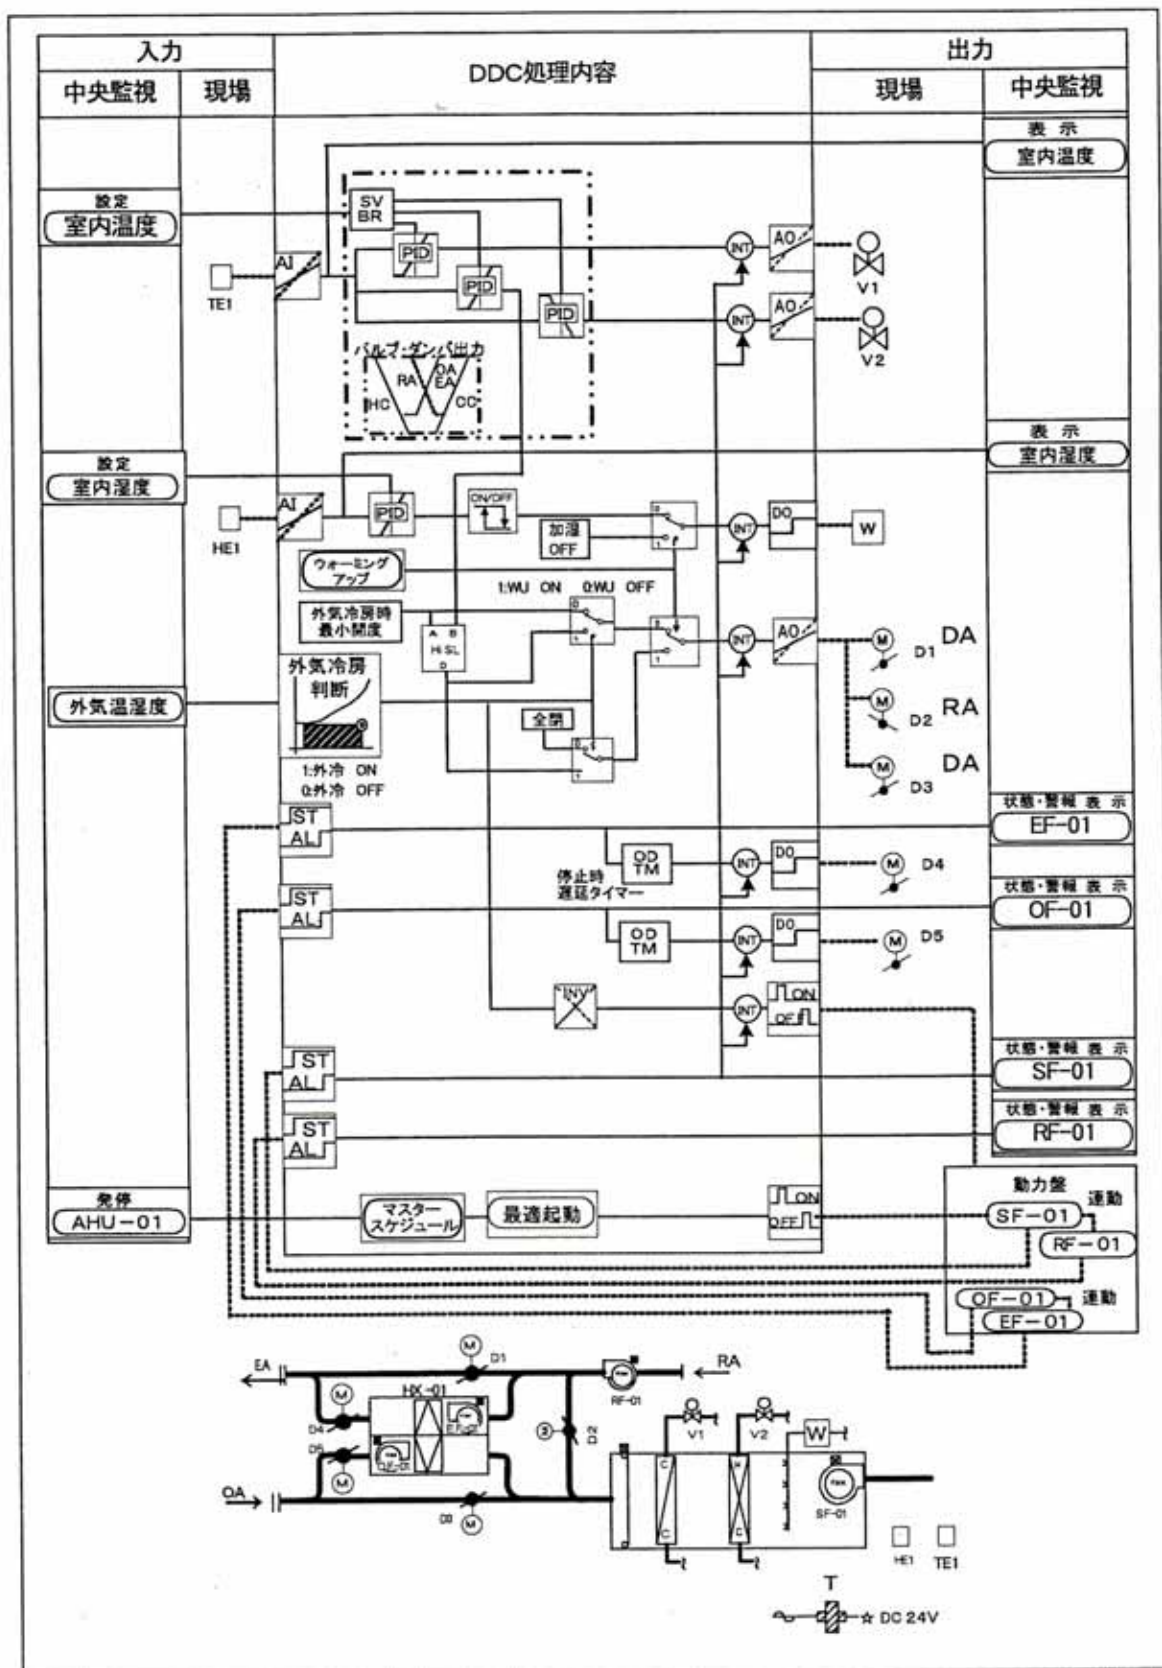 入力
出力
DDC処理内容
中央監視
現場
現場
中央監視
表 示
室内温度
設定
室内温度
SV
BR
AI
PID
PID
PID
INT
AO
V1
TE1
INT
AO
V2
バルブ・ダンパ出力
RA
OA
EA
HC
CC
表 示
室内湿度
設定
室内湿度
AI
PID
ON/OFF
0
1
加湿
OFF
INT
DO
W
HE1
ウォーミング
アップ
1:WU ON 0:WU OFF
外気冷房時
最小開度
A B
Hi SL
D
0
1
1
INT
AO
M
D1
DA
外気冷房
判断
外気温湿度
全閉
0
1
M
D2
RA
M
D3
DA
1:外冷 ON
0:外冷 OFF
状態・警報 表 示
EF-01
ST
AL
OD
TM
INT
DO
M
D4
停止時
遅延タイマー
状態・警報 表 示
OF-01
ST
AL
OD
TM
INT
DO
M
D5
INV
INT
ON
OFF
状態・警報 表 示
SF-01
ST
AL
状態・警報 表 示
RF-01
ST
AL
発停
AHU-01
マスター
スケジュール
最適起動
ON
OFF
動力盤
SF-01
連動
RF-01
OF-01
連動
EF-01
EA
M
D1
RA
RF-01
HX-01
M
D4
D5
M
D2
V1
V2
W
OA
M
C
C
C
SF-01
HE1
TE1
T
☆ DC 24V